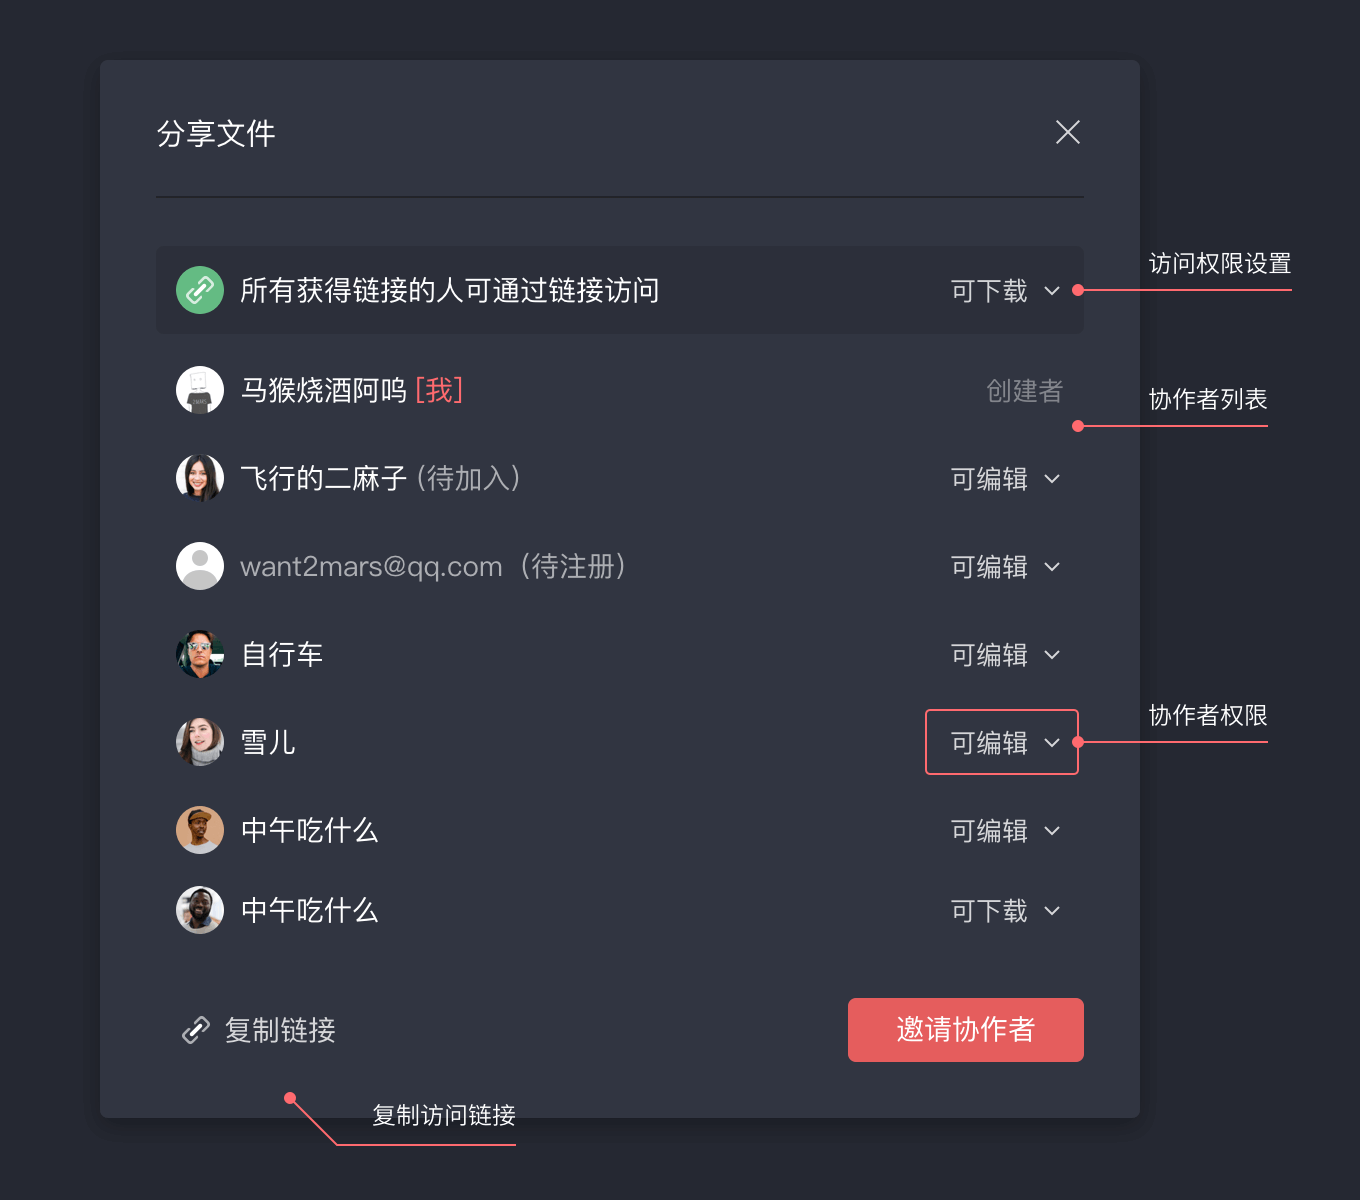 分享文件
所有获得链接的人可通过链接访问 可下载
访问权限设置
马猴烧酒阿呜 [我] 创建者
协作者列表
飞行的二麻子 (待加入) 可编辑
want2mars@qq.com（待注册） 可编辑
自行车 可编辑
雪儿 可编辑
协作者权限
中午吃什么 可编辑
中午吃什么 可下载
复制链接 邀请协作者
复制访问链接